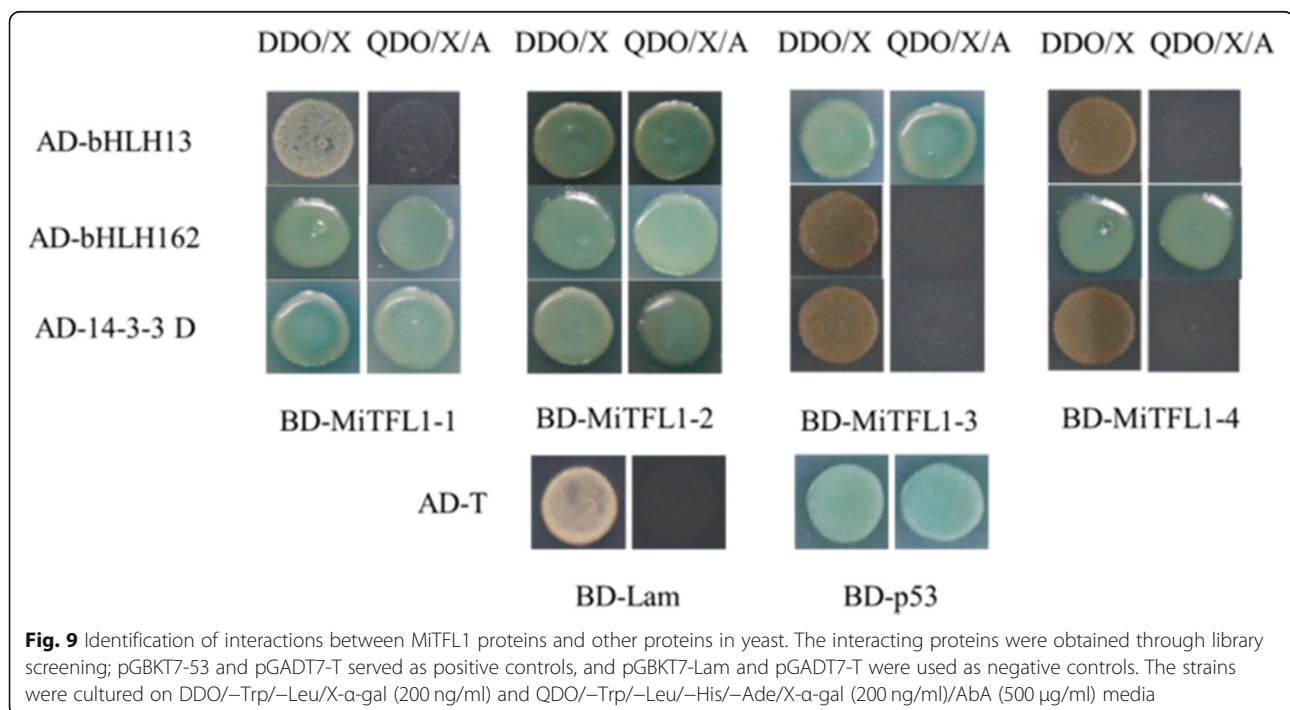 DDO/X QDO/X/A DDO/X QDO/X/A DDO/X QDO/X/A DDO/X QDO/X/A
AD-bHLH13
AD-bHLH162
AD-14-3-3 D
BD-MiTFL1-1 BD-MiTFL1-2 BD-MiTFL1-3 BD-MiTFL1-4
AD-T
BD-Lam BD-p53
Fig. 9 Identification of interactions between MiTFL1 proteins and other proteins in yeast. The interacting proteins were obtained through library
screening; pGBKT7-53 and pGADT7-T served as positive controls, and pGBKT7-Lam and pGADT7-T were used as negative controls. The strains
were cultured on DDO/−Trp/−Leu/X-α-gal (200 ng/ml) and QDO/−Trp/−Leu/−His/−Ade/X-α-gal (200 ng/ml)/AbA (500 μg/ml) media